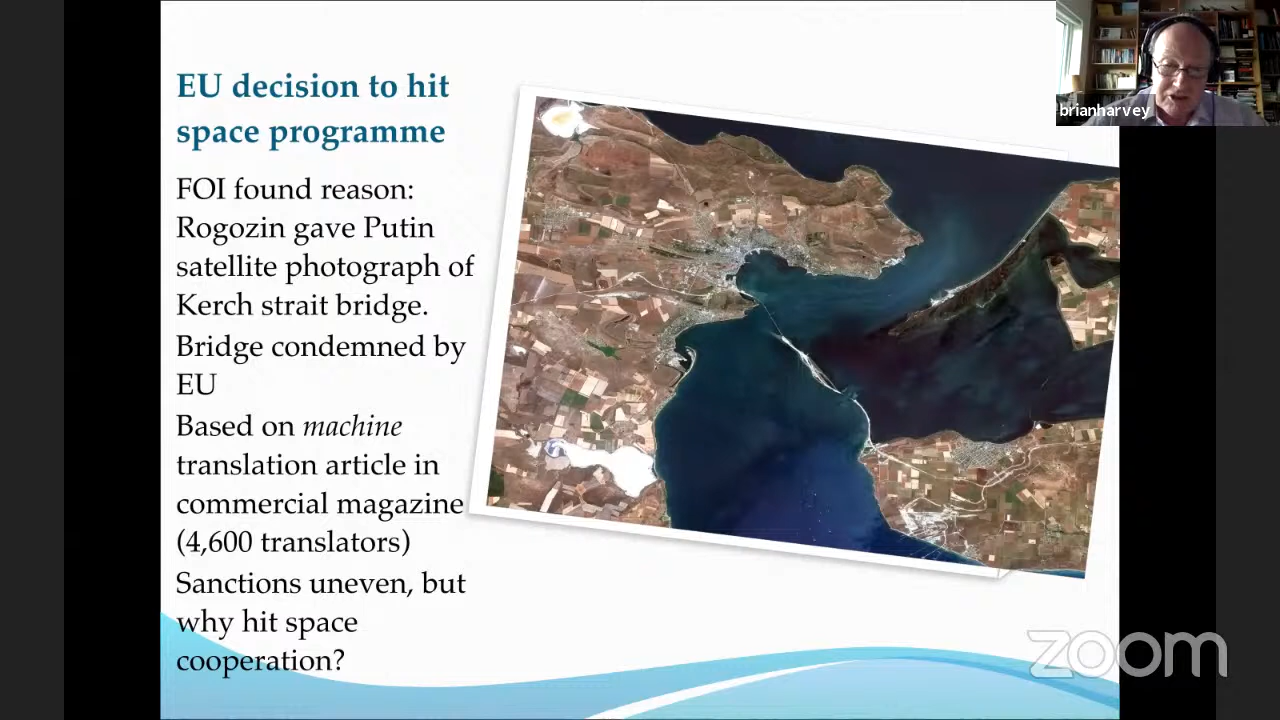 EU decision to hit
space programme
FOI found reason:
Rogozin gave Putin
satellite photograph of
Kerch strait bridge.
Bridge condemned by
EU
Based on machine
translation article in
commercial magazine
(4,600 translators)
Sanctions uneven, but
why hit space
cooperation?
brianharvey
zoom